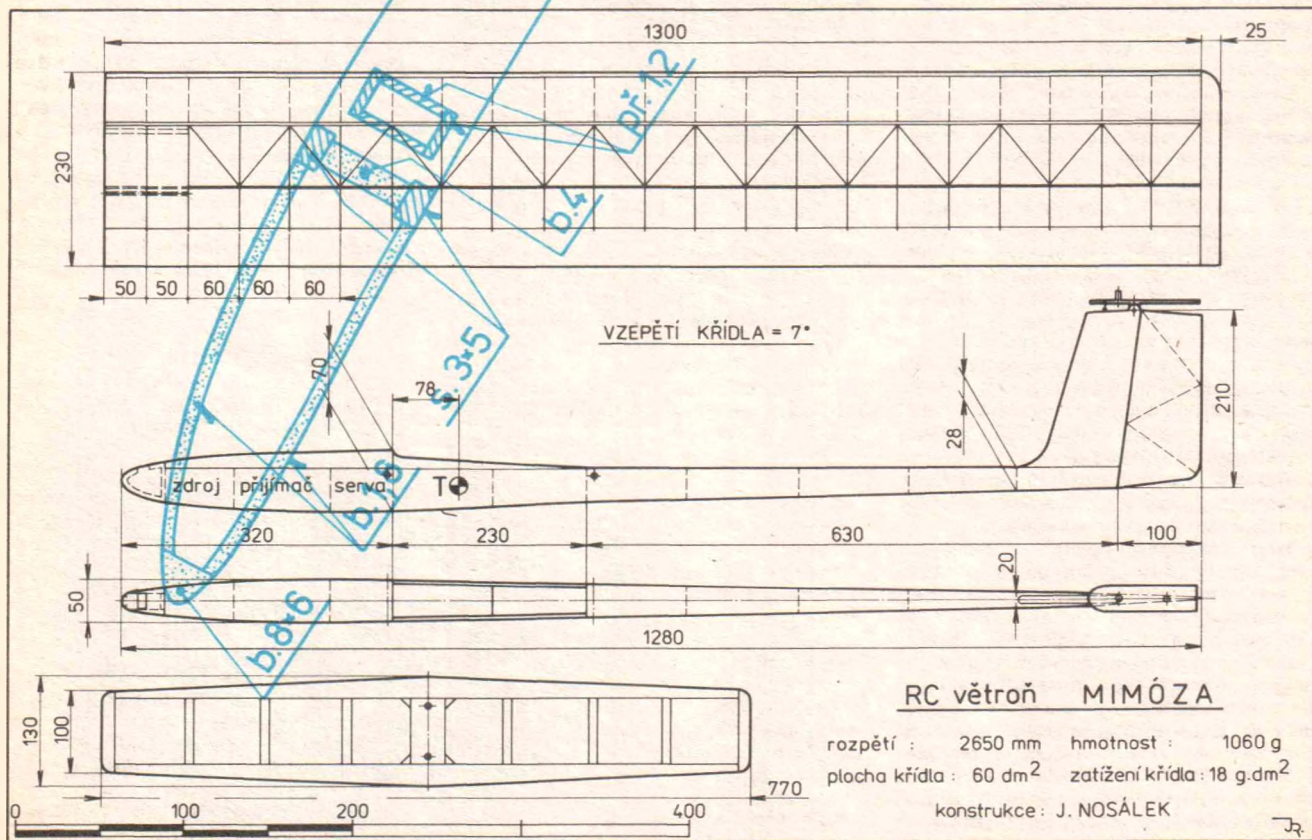 1300
25
230
př. 1,2
b.4
50 50 60 60 60
VZEPĚTÍ KŘÍDLA = 7°
70
s. 3×5
78
28
210
zdroj přijímač serva
T
b.1,6
320
230
630
100
50
20
1280
b.8×6
130
100
770
RC větroň MIMÓZA
rozpětí : 2650 mm hmotnost : 1060 g
plocha křídla : 60 dm² zatížení křídla : 18 g.dm²
konstrukce : J. NOSÁLEK
0 100 200 400